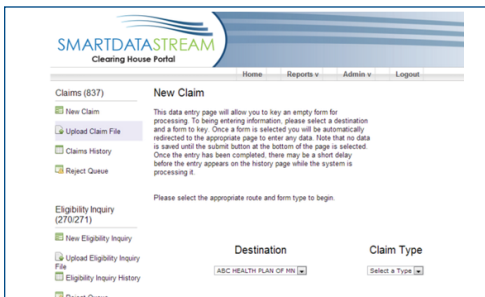 SMARTDATASTREAM
Clearing House Portal
Home Reports v Admin v Logout
Claims (837)
New Claim
Upload Claim File
Claims History
Reject Queue
Eligibility Inquiry
(270/271)
New Eligibility Inquiry
Upload Eligibility Inquiry
File
Eligibility Inquiry History
Reject Queue
New Claim
This data entry page will allow you to key an empty form for
processing. To being entering information, please select a destination
and a form to key. Once a form is selected you will be automatically
redirected to the appropriate page to enter any data. Note that no data
is saved until the submit button at the bottom of the page is selected.
Once the entry has been completed, there may be a short delay
before the entry appears on the history page while the system is
processing it.
Please select the appropriate route and form type to begin.
Destination Claim Type
ABC HEALTH PLAN OF MN Select a Type